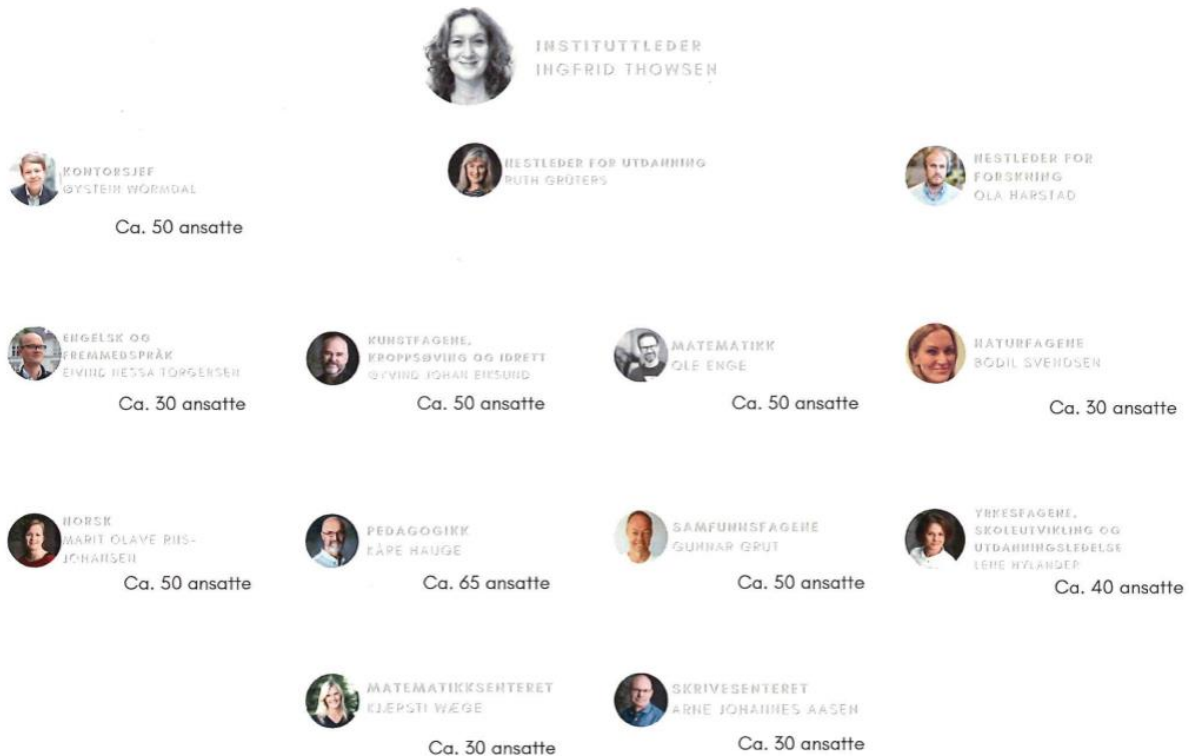 INSTITUTTLEDER
INGFRID THOWSEN
KONTORSJEF
ØYSTEIN WORMDAL
Ca. 50 ansatte
NESTLEDER FOR UTDANNING
RUTH GRÜTERS
NESTLEDER FOR
FORSKNING
OLA HARSTAD
ENGELSK OG
FREMMEDSPRÅK
EIVIND NESSA TORGERSEN
Ca. 30 ansatte
KUNSTFAGENE,
KROPPSØVING OG IDRETT
ØYVIND JOHAN EIKSUND
Ca. 50 ansatte
MATEMATIKK
OLE ENGE
Ca. 50 ansatte
NATURFAGENE
BODIL SVENDSEN
Ca. 30 ansatte
NORSK
MARIT OLAVE RIIS-
JOHANSEN
Ca. 50 ansatte
PEDAGOGIKK
KÅRE HAUGE
Ca. 65 ansatte
SAMFUNNSFAGENE
GUNNAR GRUT
Ca. 50 ansatte
YRKESFAGENE,
SKOLEUTVIKLING OG
UTDANNINGSLEDELSE
LENE HYLANDER
Ca. 40 ansatte
MATEMATIKKSENTERET
KJERSTI WÆGE
Ca. 30 ansatte
SKRIVESENTERET
ARNE JOHANNES AASEN
Ca. 30 ansatte